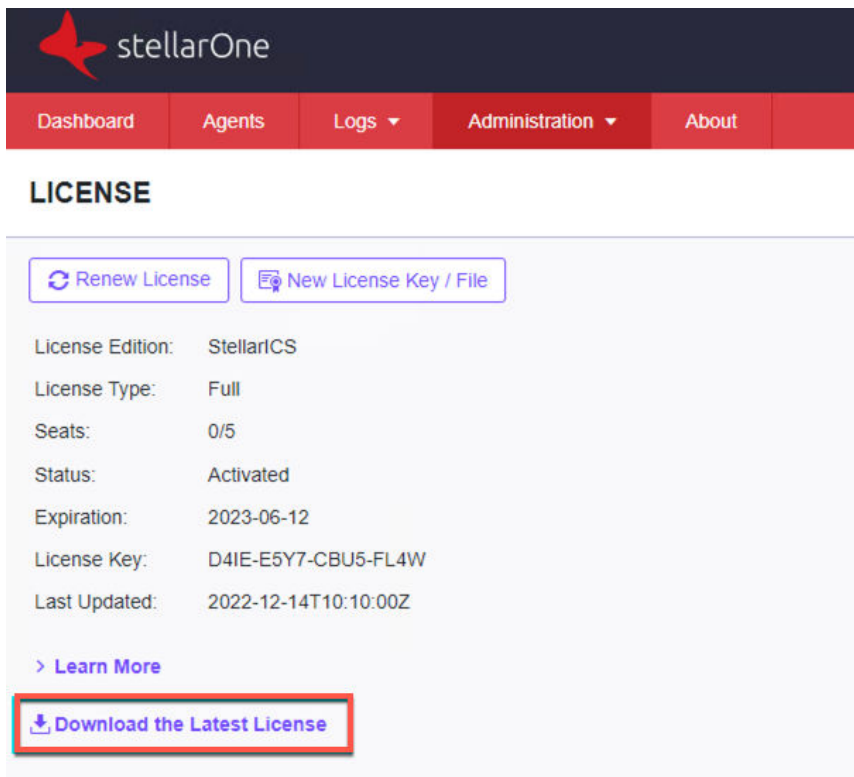 stellarOne
Dashboard Agents Logs Administration About
LICENSE
Renew License New License Key / File
License Edition: StellarICS
License Type: Full
Seats: 0/5
Status: Activated
Expiration: 2023-06-12
License Key: D4IE-E5Y7-CBU5-FL4W
Last Updated: 2022-12-14T10:10:00Z
> Learn More
Download the Latest License